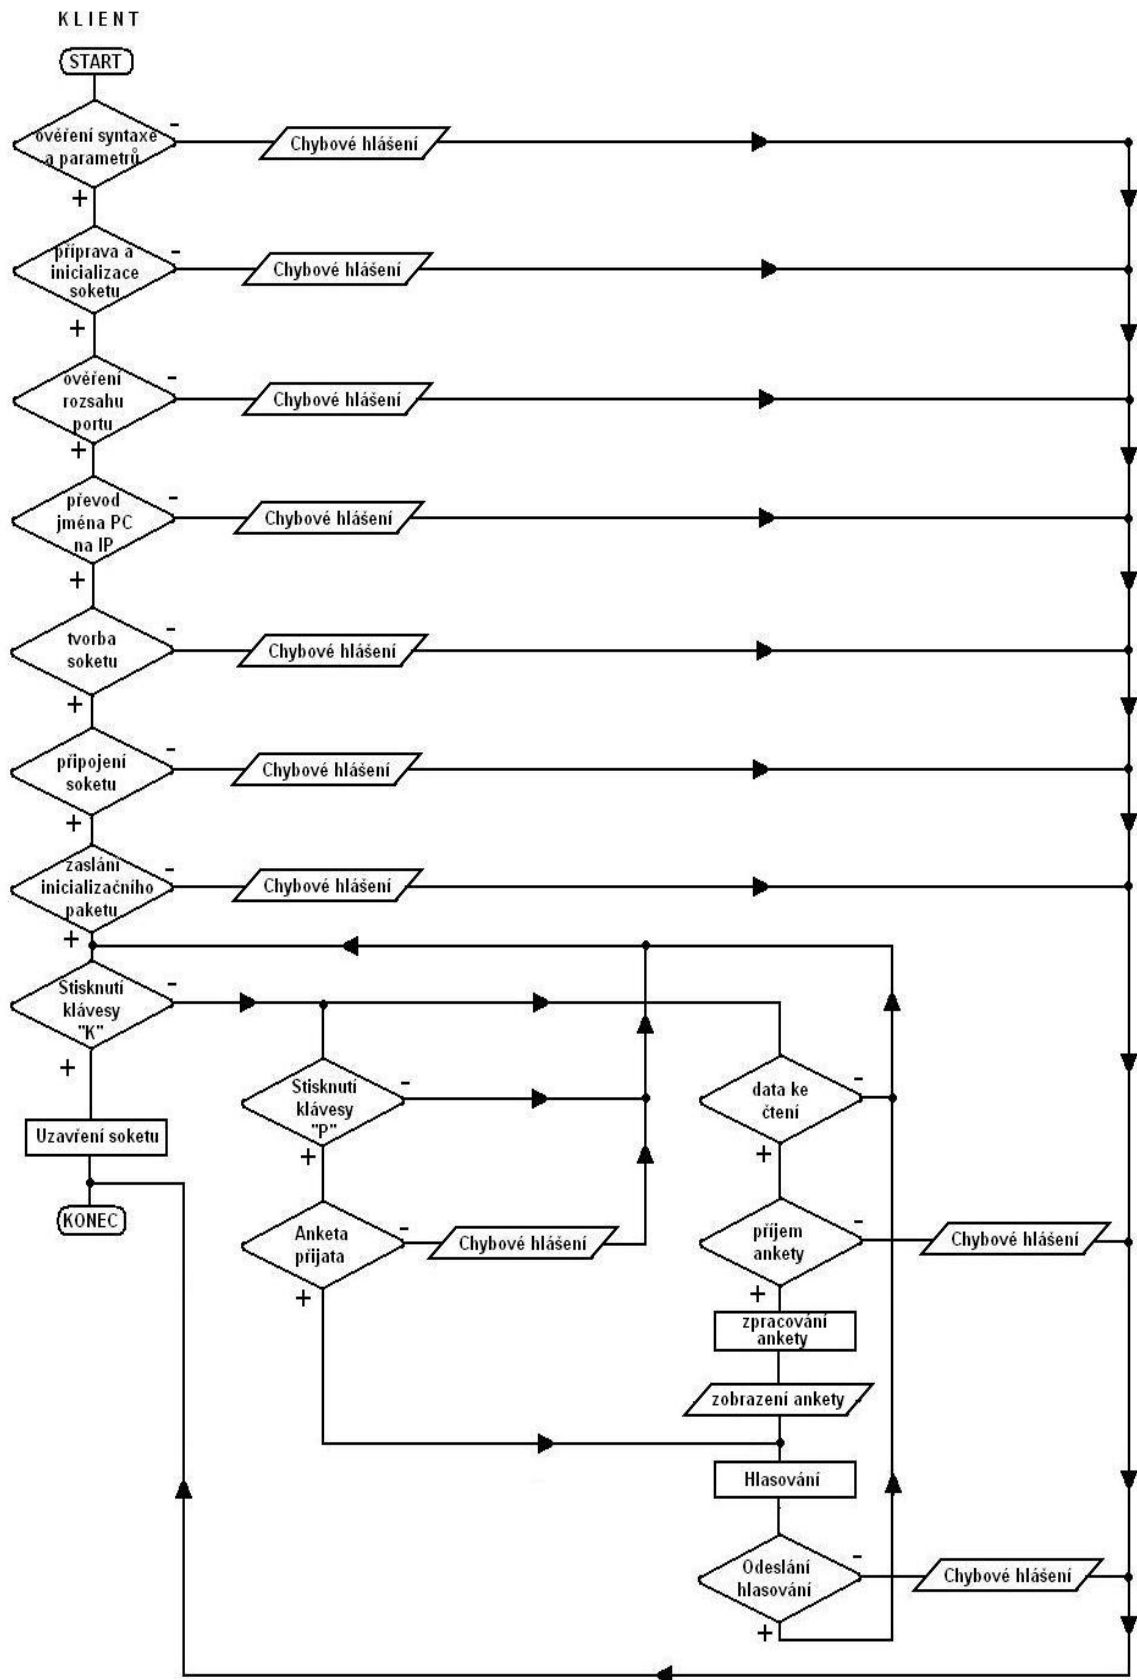 KLIENT
START
ověření syntaxe
a parametrů
-
Chybové hlášení
+
příprava a
inicializace
soketu
-
Chybové hlášení
+
ověření
rozsahu
portu
-
Chybové hlášení
+
převod
jména PC
na IP
-
Chybové hlášení
+
tvorba
soketu
-
Chybové hlášení
+
připojení
soketu
-
Chybové hlášení
+
zaslání
inicializačního
paketu
-
Chybové hlášení
+
Stisknutí
klávesy
"K"
-
+
Uzavření soketu
KONEC
Stisknutí
klávesy
"P"
-
+
Anketa
přijata
-
Chybové hlášení
+
data ke
čtení
-
+
příjem
ankety
-
Chybové hlášení
+
zpracování
ankety
zobrazení ankety
Hlasování
Odeslání
hlasování
-
Chybové hlášení
+